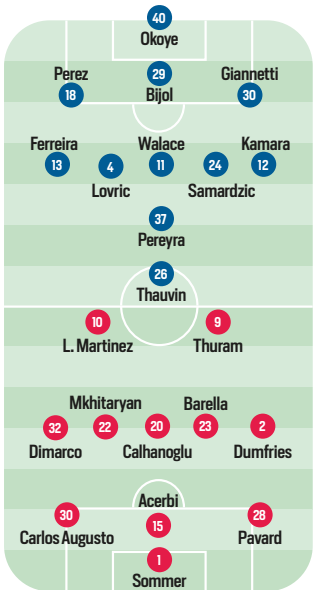 40
Okoye
Perez 29 Giannetti
18 Bijol 30
Ferreira Walace Kamara
13 4 11 24 12
Lovric Samardzic
37
Pereyra
26
Thauvin
10 9
L. Martinez Thuram
Mkhitaryan Barella
32 22 20 23 2
Dimarco Calhanoglu Dumfries
Acerbi
30 15 28
Carlos Augusto Pavard
1
Sommer